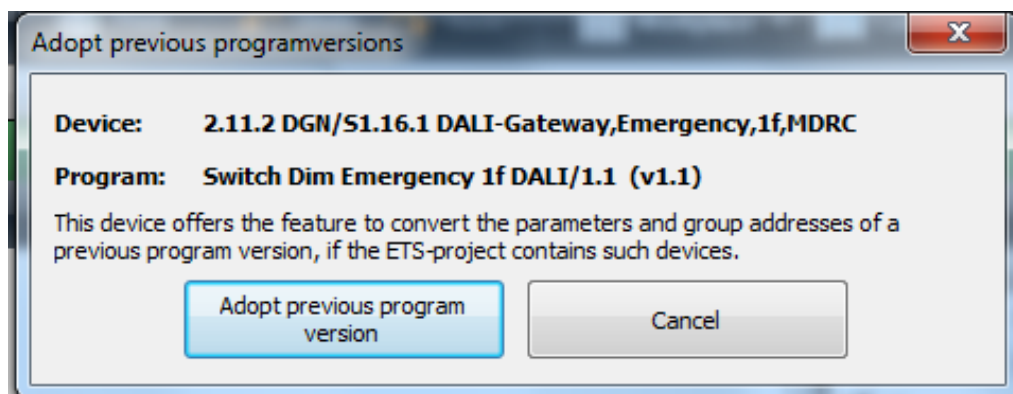 Adopt previous programversions
Device: 2.11.2 DGN/S1.16.1 DALI-Gateway,Emergency,1f,MDRC
Program: Switch Dim Emergency 1f DALI/1.1 (v1.1)
This device offers the feature to convert the parameters and group addresses of a
previous program version, if the ETS-project contains such devices.
Adopt previous program
version
Cancel